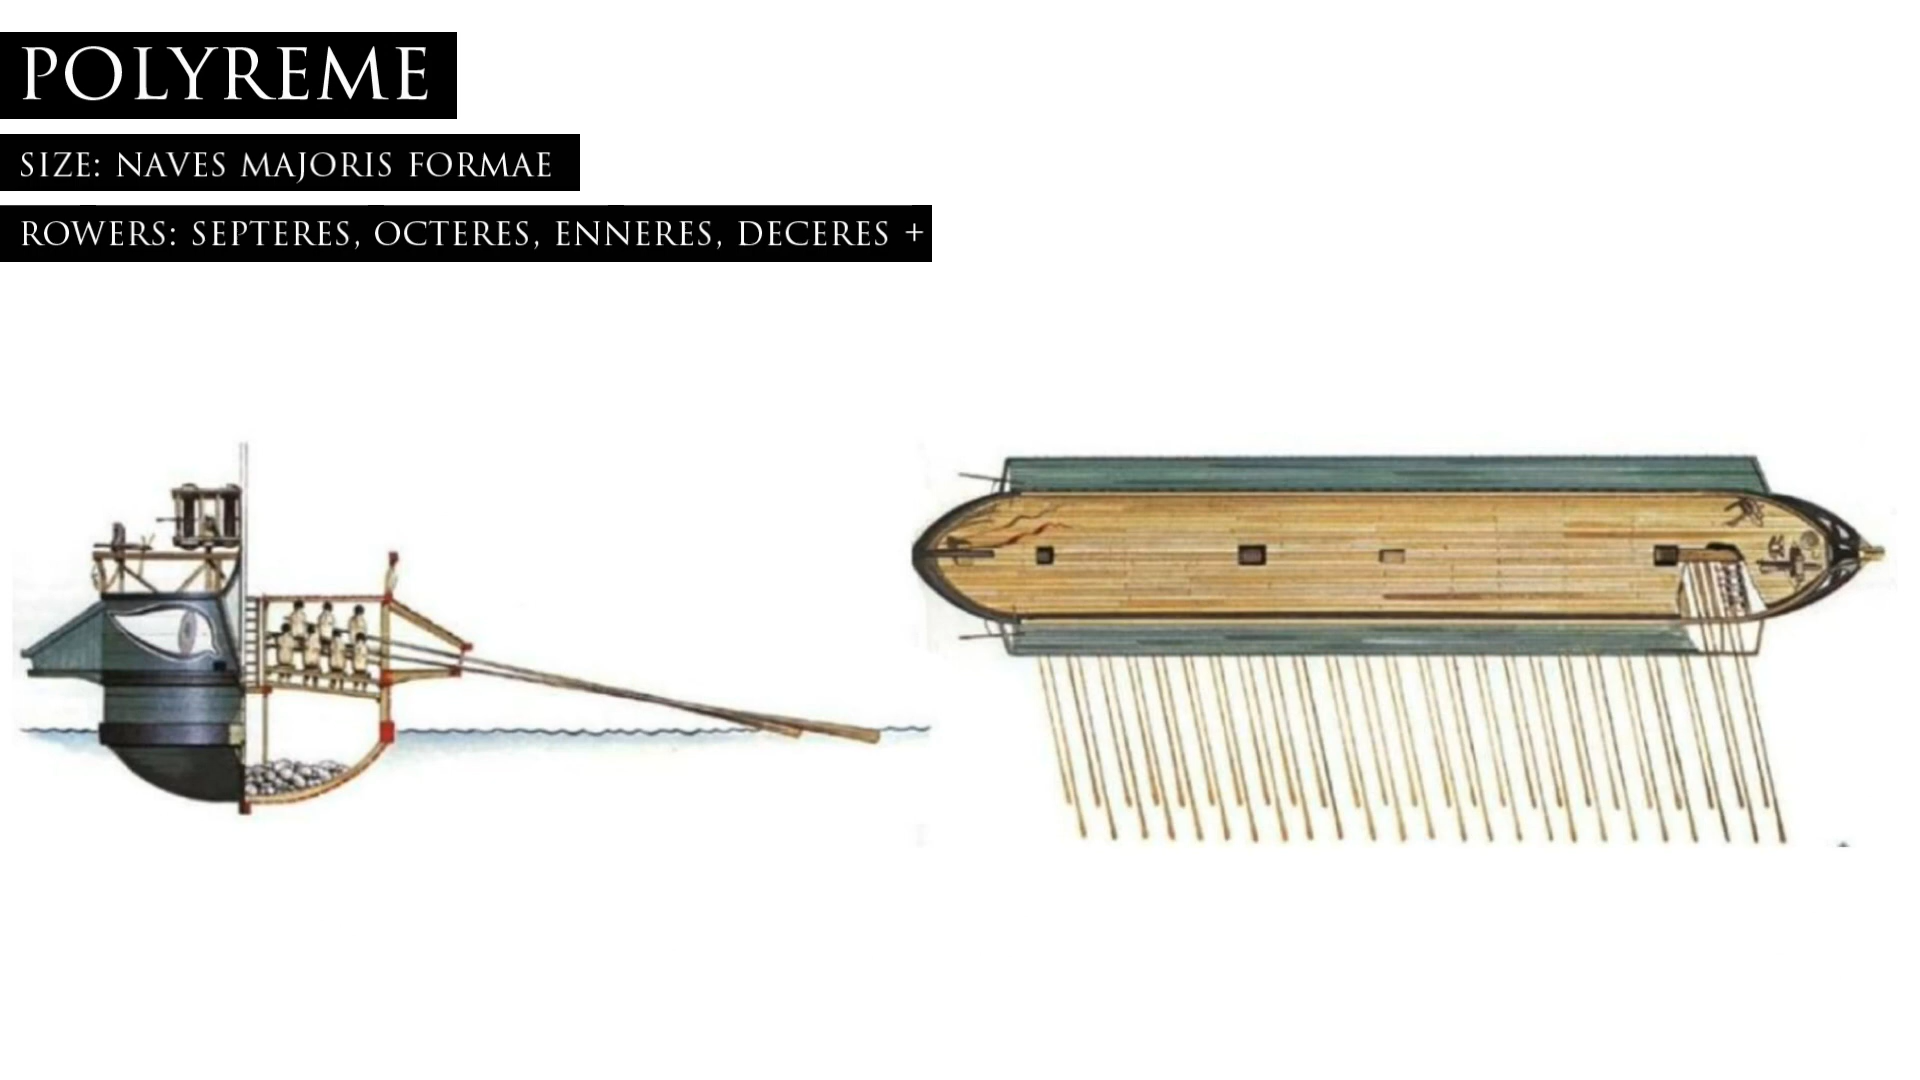 POLYREME
SIZE: NAVES MAJORIS FORMAE
ROWERS: SEPTERES, OCTERES, ENNERES, DECERES +